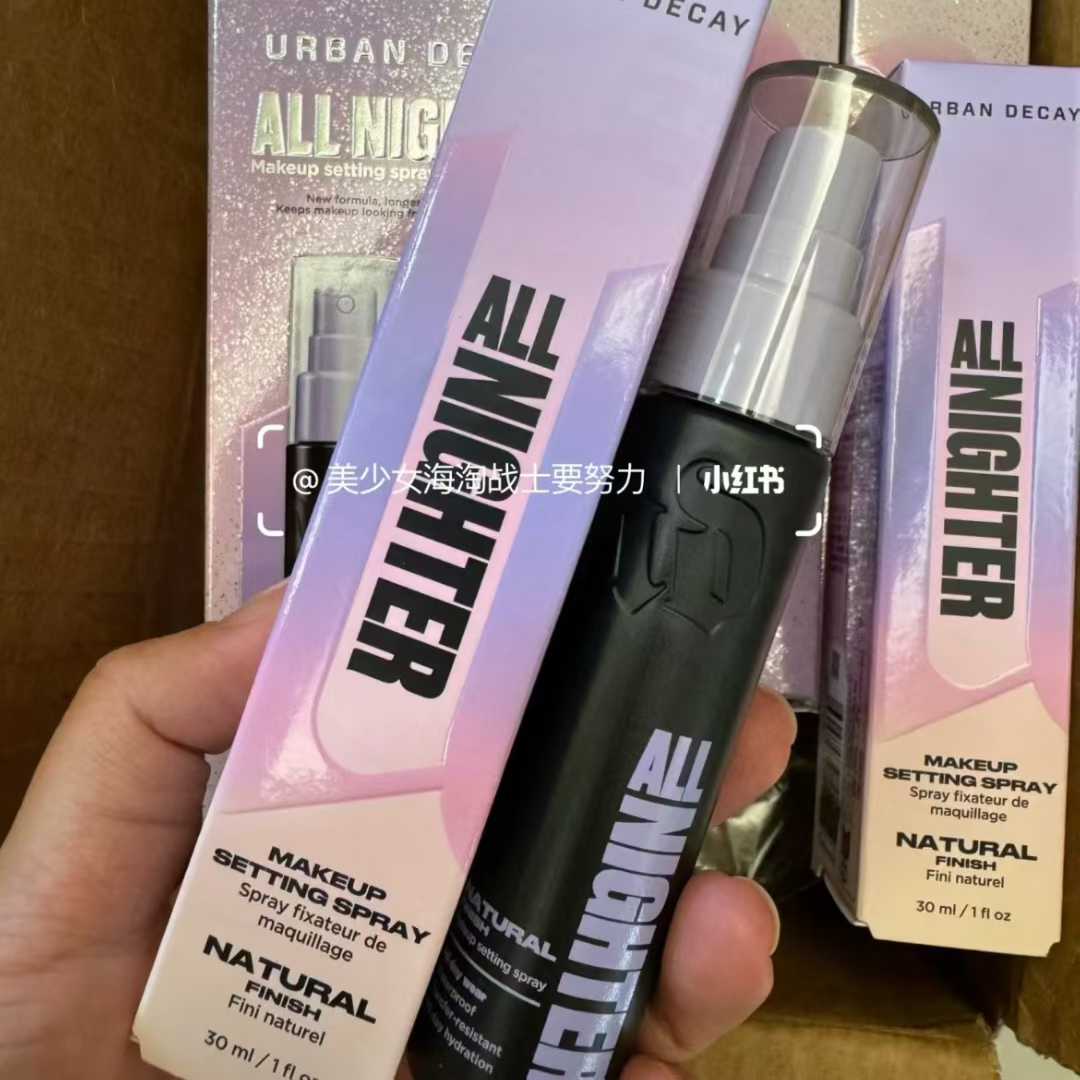 URBAN DE
ALL NIG
Makeup setting spray
New formula, longer
Keeps makeup looking fr
DECAY
ALL
NIGHTER
MAKEUP
SETTING SPRAY
Spray fixateur de
maquillage
NATURAL
FINISH
Fini naturel
30 ml / 1 fl oz
@ 美少女海淘战士要努力 | 小红书
ALL
NIGHTER
NATURAL
FINISH
setting spray
hydration
URBAN DECAY
ALL
NIGHTER
MAKEUP
SETTING SPRAY
Spray fixateur de
maquillage
NATURAL
FINISH
Fini naturel
30 ml / 1 fl oz